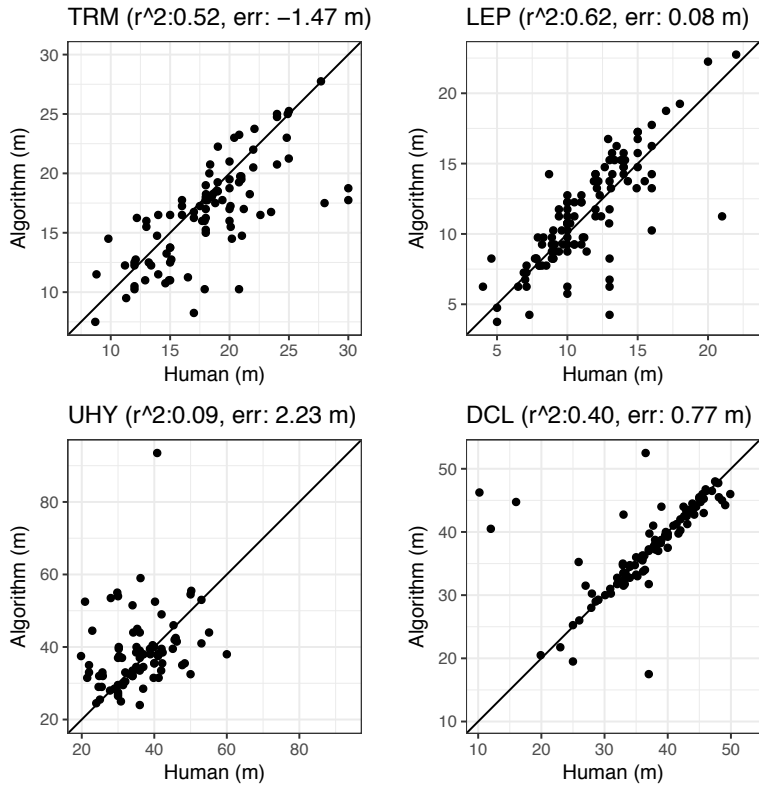 TRM (r^2:0.52, err: −1.47 m)
30
25
20
15
10
Algorithm (m)
10 15 20 25 30
Human (m)
LEP (r^2:0.62, err: 0.08 m)
20
15
10
5
Algorithm (m)
5 10 15 20
Human (m)
UHY (r^2:0.09, err: 2.23 m)
80
60
40
20
Algorithm (m)
20 40 60 80
Human (m)
DCL (r^2:0.40, err: 0.77 m)
50
40
30
20
10
Algorithm (m)
10 20 30 40 50
Human (m)